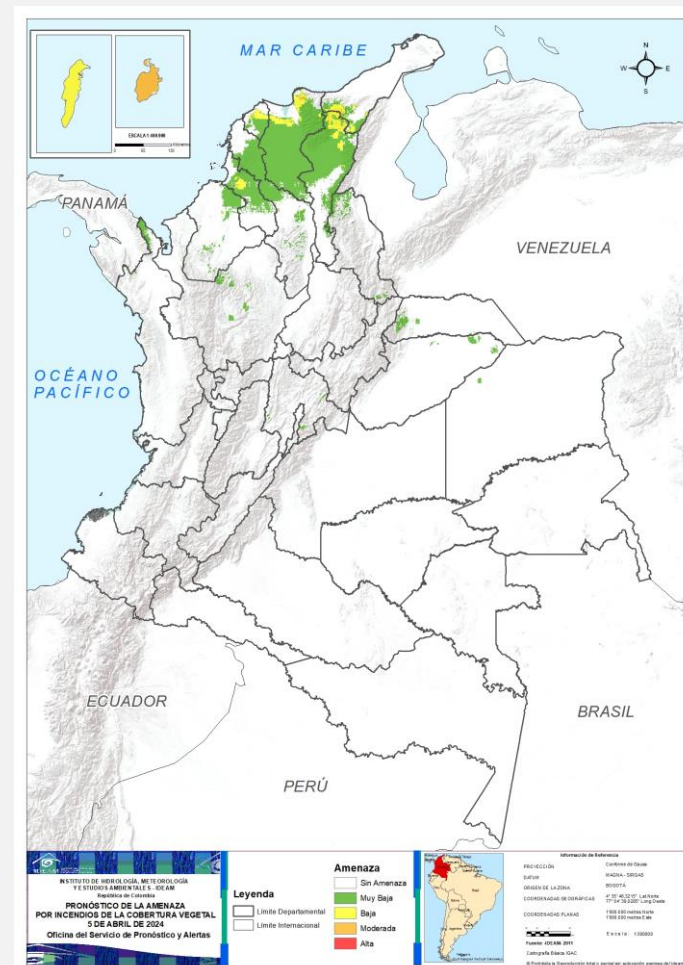 MAR CARIBE
N
W
E
S
ESCALA 1:400.000
PANAMÁ
VENEZUELA
OCÉANO
PACÍFICO
ECUADOR
BRASIL
PERÚ
INSTITUTO DE HIDROLOGÍA, METEOROLOGÍA
Y ESTUDIOS AMBIENTALES - IDEAM
República de Colombia
PRONÓSTICO DE LA AMENAZA
POR INCENDIOS DE LA COBERTURA VEGETAL
5 DE ABRIL DE 2024
Oficina del Servicio de Pronóstico y Alertas
Leyenda
Límite Departamental
Límite Internacional
Amenaza
Sin Amenaza
Muy Baja
Baja
Moderada
Alta
Información de Referencia
PROYECCIÓN
Conforme de Gauss
DATUM
MAGNA - SIRGAS
ORIGEN DE LA ZONA
BOGOTÁ
COORDENADAS GEOGRÁFICAS
COORDENADAS PLANAS
Fuente: IDEAM 2011
Cartografía Básica IGAC